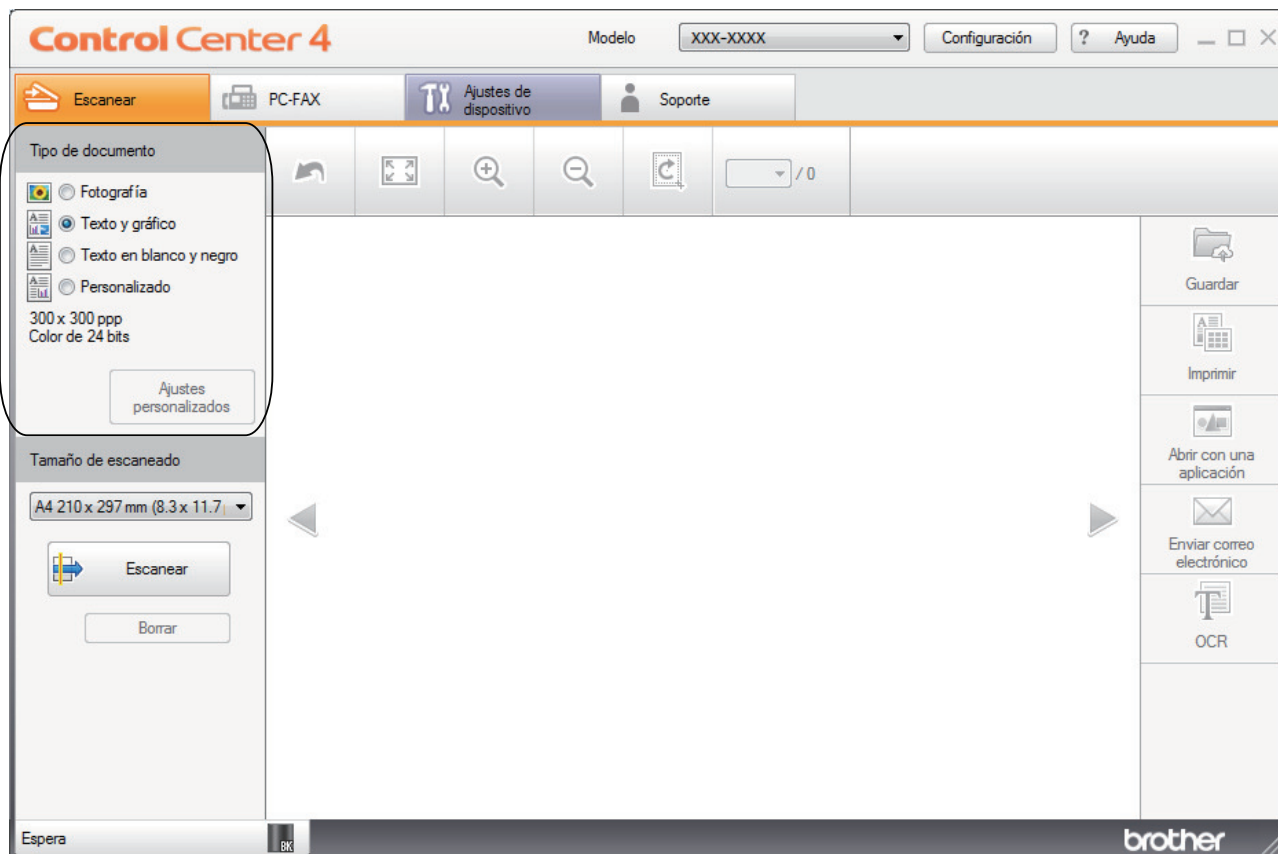 Control Center 4
Modelo
XXX-XXXX
Configuración
? Ayuda
Escanear
PC-FAX
Ajustes de
dispositivo
Soporte
Tipo de documento
Fotografía
Texto y gráfico
Texto en blanco y negro
Personalizado
300 x 300 ppp
Color de 24 bits
Ajustes
personalizados
/ 0
Tamaño de escaneado
A4 210 x 297 mm (8.3 x 11.7
Escanear
Borrar
Guardar
Imprimir
Abrir con una
aplicación
Enviar correo
electrónico
OCR
Espera
BK
brother